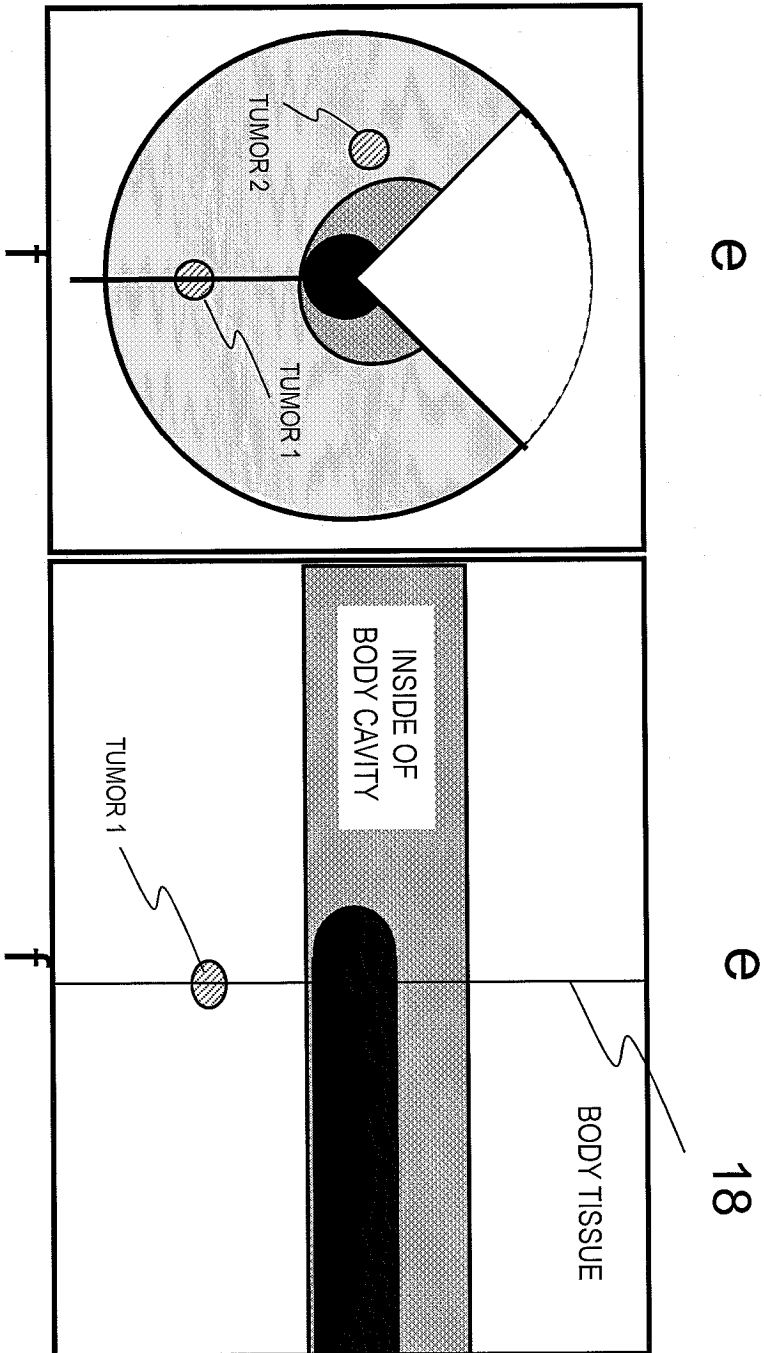 e
TUMOR 2
TUMOR 1
f
e
18
BODY TISSUE
INSIDE OF
BODY CAVITY
TUMOR 1
f